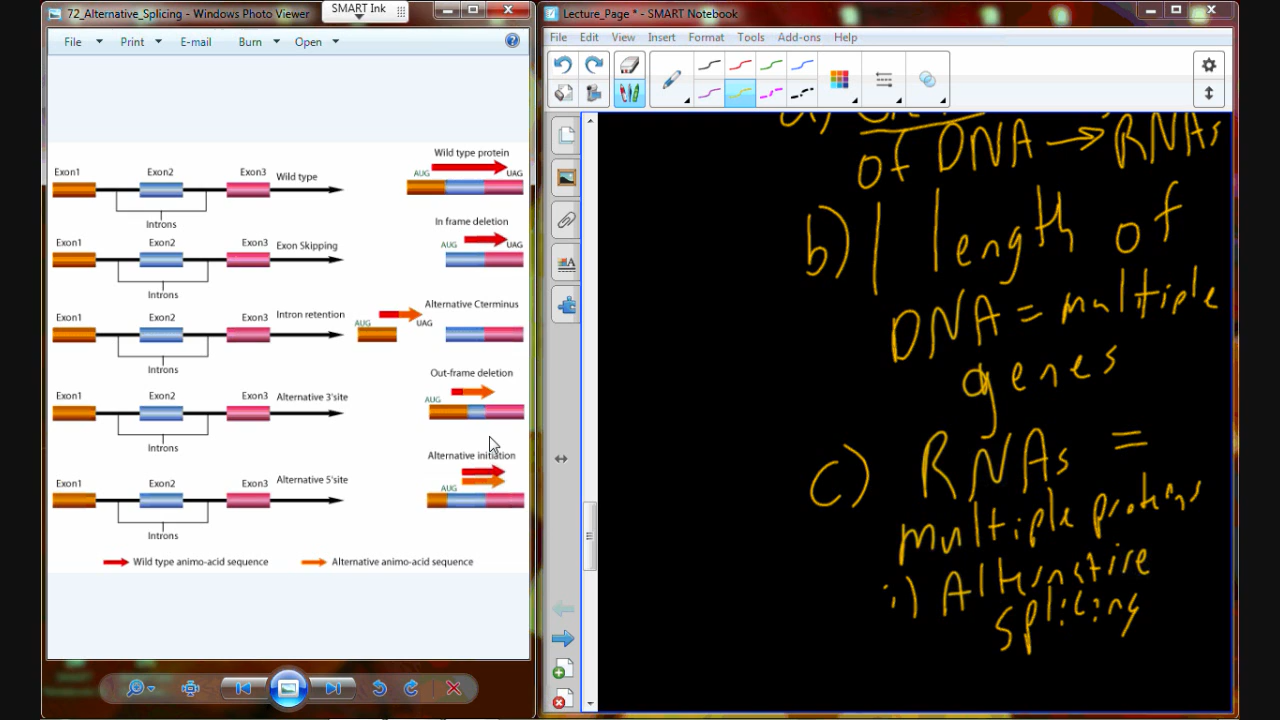 72_Alternative_Splicing - Windows Photo Viewer
SMART Ink
File Print E-mail Burn Open
Wild type protein
Exon1 Exon2 Exon3 Wild type AUG UAG
Introns
In frame deletion
Exon1 Exon2 Exon3 Exon Skipping AUG UAG
Introns
Alternative Cterminus
Exon1 Exon2 Exon3 Intron retention AUG UAG
Introns
Out-frame deletion
Exon1 Exon2 Exon3 Alternative 3'site AUG
Introns
Alternative initiation
Exon1 Exon2 Exon3 Alternative 5'site AUG
Introns
Wild type animo-acid sequence Alternative animo-acid sequence
Lecture_Page * - SMART Notebook
File Edit View Insert Format Tools Add-ons Help
of DNA → RNAs
b) 1 length of
DNA = multiple
genes
c) RNAs =
multiple proteins
i) Alternative
splicing